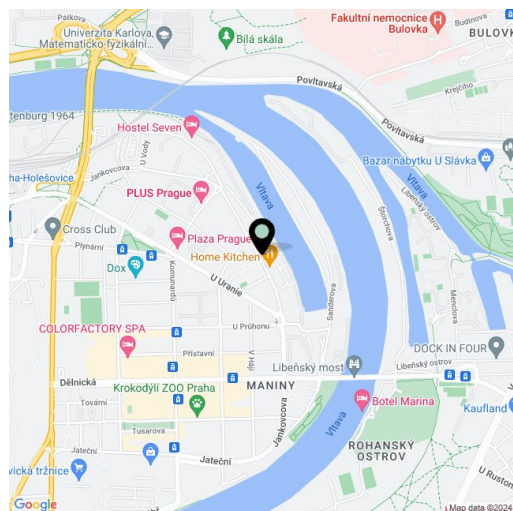 Pátkova
Univerzita Karlova,
Matematicko-fyzikální...
Bílá skála
Fakultní nemocnice
Bulovka
Budínova
BULOVK
Krejčího
Povltavská
Povltavská
tenburg 1964
Hostel Seven
U Vody
Jankovcova
Vltava
Vltava
Bazar nábytku U Slávka
Libeňský ostrov
ha-Holešovice
PLUS Prague
Štorchova
Cross Club
Plynární
Plaza Prague
Home Kitchen
Dox
Komunardů
U Uranie
Sanderova
Menclova
COLORFACTORY SPA
U Průhonu
V Háji
DOCK IN FOUR
Přístavní
Libeňský most
Libeňský ostrov
Dělnická
MANINY
Krokodýlí ZOO Praha
Tovární
Jankovcova
Vltava
Botel Marina
Kaufland
Tusarova
ROHANSKÝ
OSTROV
Jateční
Jateční
vická tržnice
U Rustonky
Google
Map data ©2024